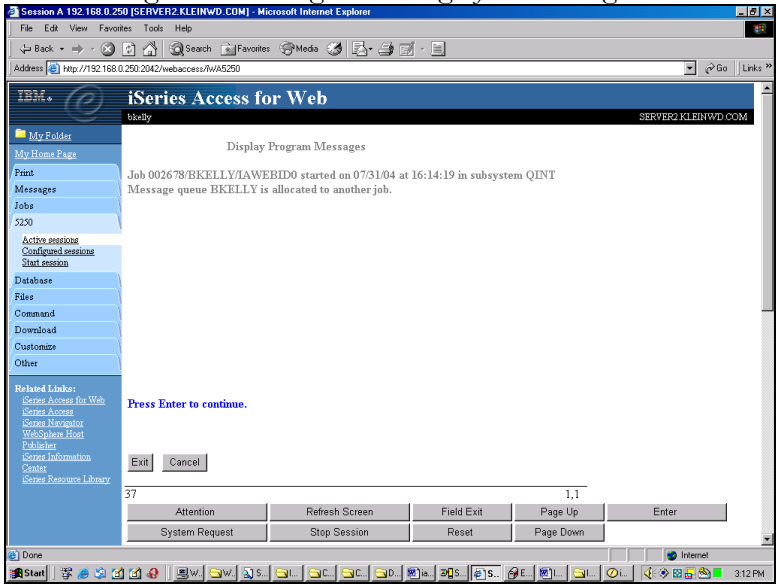 Session A 192.168.0.250 [SERVER2.KLEINWD.COM] - Microsoft Internet Explorer
File Edit View Favorites Tools Help
Back Search Favorites Media
Address http://192.168.0.250:2042/webaccess/iWA5250 Go Links »
IBM. iSeries Access for Web
bkelly SERVER2.KLEINWD.COM
My Folder
My Home Page
Print
Messages
Jobs
5250
Active sessions
Configured sessions
Start session
Database
Files
Command
Download
Customize
Other
Related Links:
iSeries Access for Web
iSeries Access
iSeries Navigator
WebSphere Host
Publisher
iSeries Information
Center
iSeries Resource Library
Display Program Messages
Job 002678/BKELLY/IAWEBID0 started on 07/31/04 at 16:14:19 in subsystem QINT
Message queue BKELLY is allocated to another job.
Press Enter to continue.
Exit Cancel
37 1,1
Attention Refresh Screen Field Exit Page Up Enter
System Request Stop Session Reset Page Down
Done Internet
Start W.. W.. S.. I... C... C... D... ia... S... S.. E... I... I... i... 3:12 PM